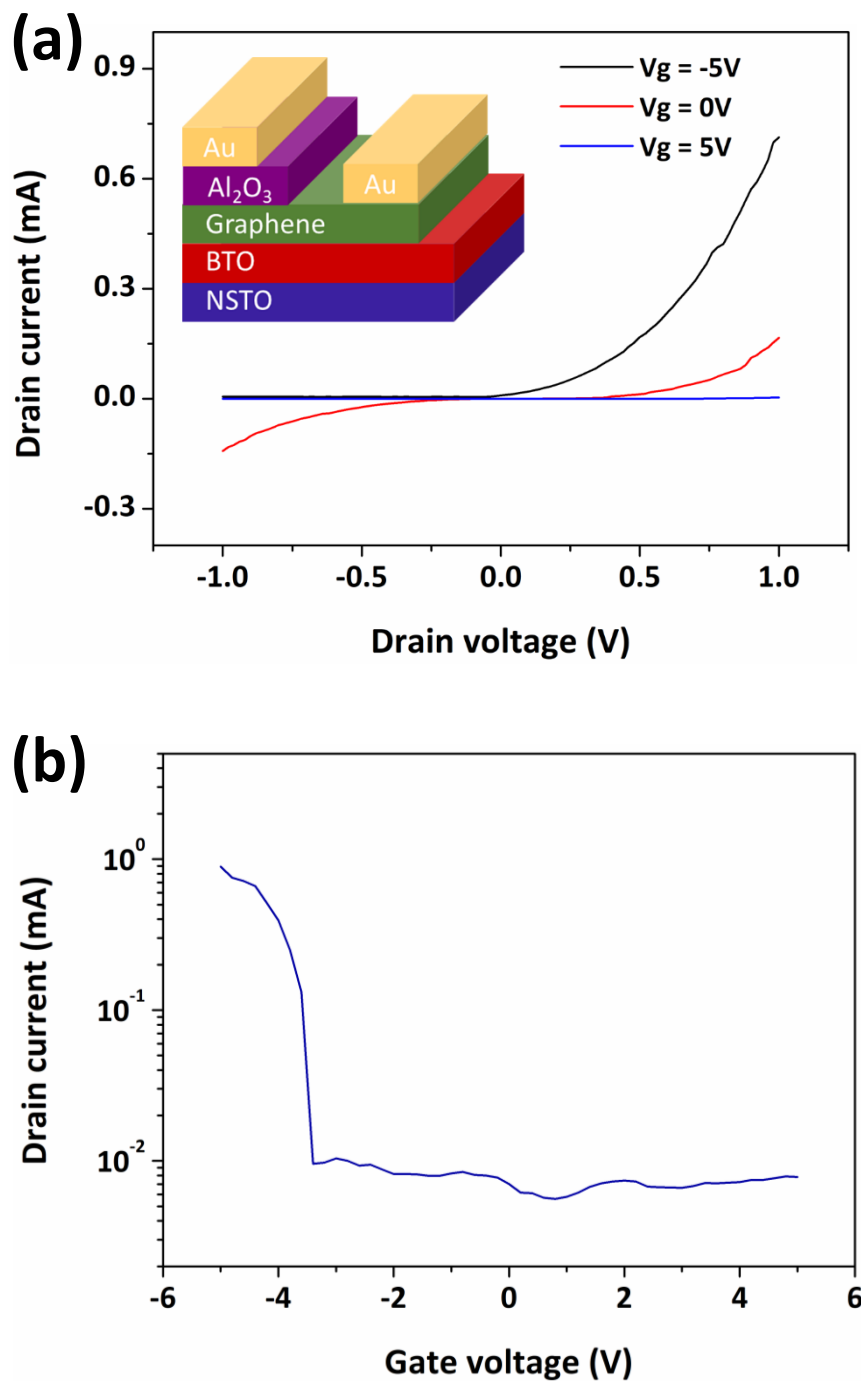 (a)
0.9
0.6
0.3
0.0
-0.3
Drain current (mA)
Vg = -5V
Vg = 0V
Vg = 5V
Au
Au
Al₂O₃
Graphene
BTO
NSTO
-1.0 -0.5 0.0 0.5 1.0
Drain voltage (V)
(b)
10⁰
10⁻¹
10⁻²
Drain current (mA)
-6 -4 -2 0 2 4 6
Gate voltage (V)